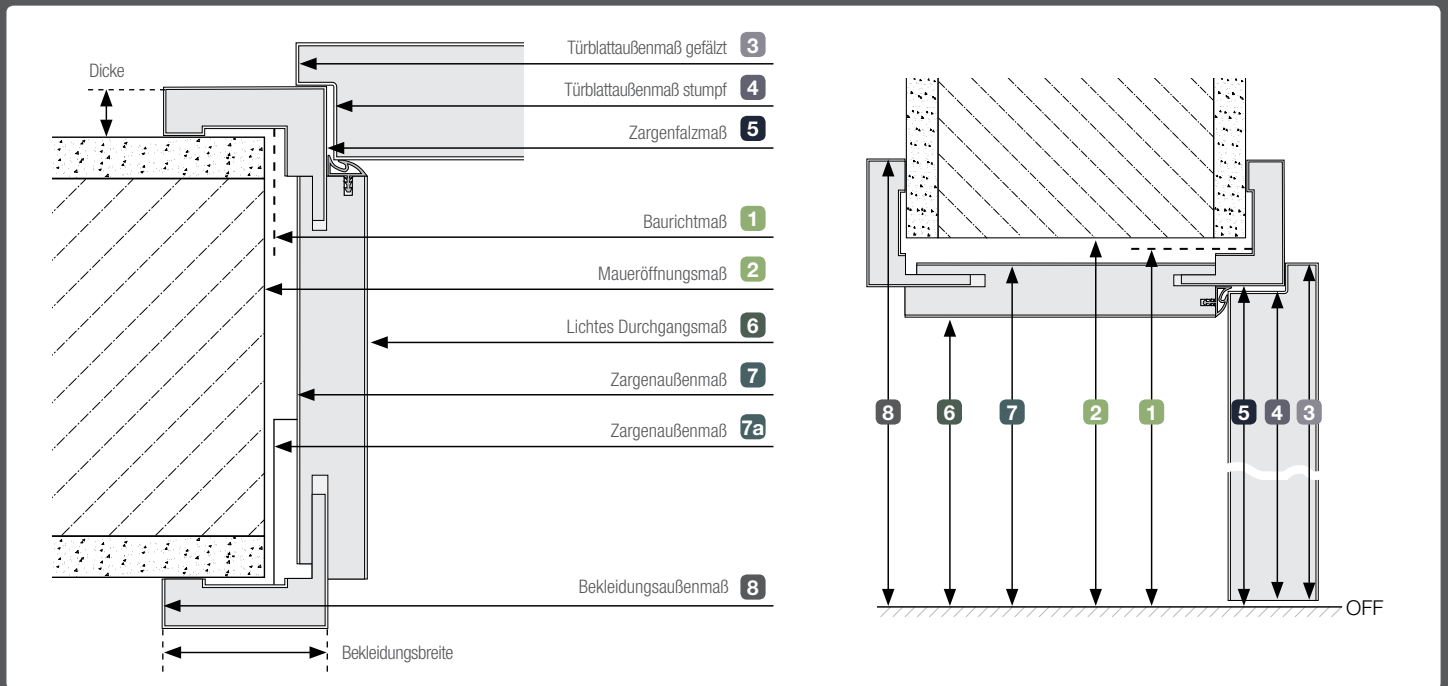 Dicke
Türblattaußenmaß gefälzt 3
Türblattaußenmaß stumpf 4
Zargenfalzmaß 5
Baurichtmaß 1
Maueröffnungsmaß 2
Lichtes Durchgangsmaß 6
Zargenaußenmaß 7
Zargenaußenmaß 7a
Bekleidungsaußenmaß 8
Bekleidungsbreite
8 6 7 2 1 5 4 3
OFF